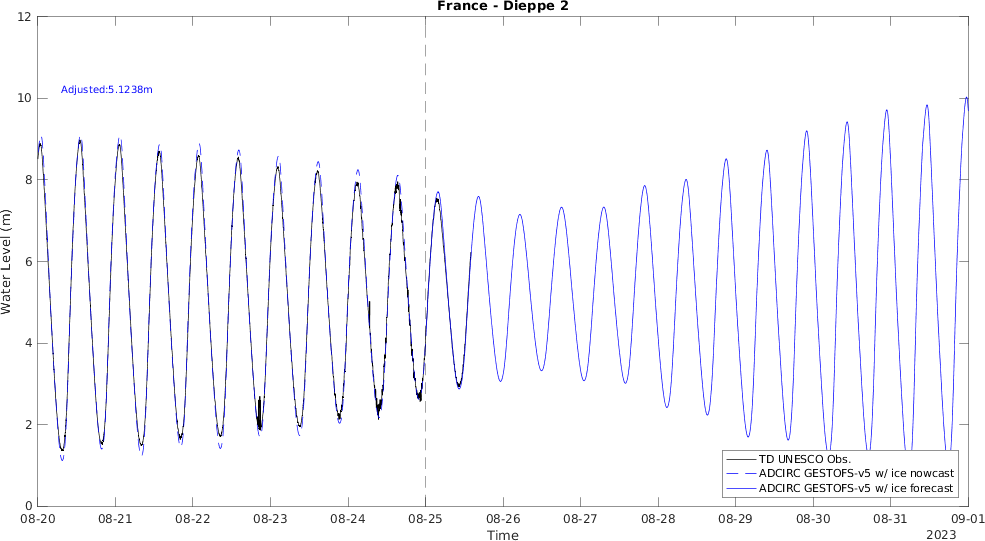 France - Dieppe 2
12
10
8
6
4
2
0
Water Level (m)
Adjusted:5.1238m
TD UNESCO Obs.
ADCIRC GESTOFS-v5 w/ ice nowcast
ADCIRC GESTOFS-v5 w/ ice forecast
08-20 08-21 08-22 08-23 08-24 08-25 08-26 08-27 08-28 08-29 08-30 08-31 09-01
Time
2023